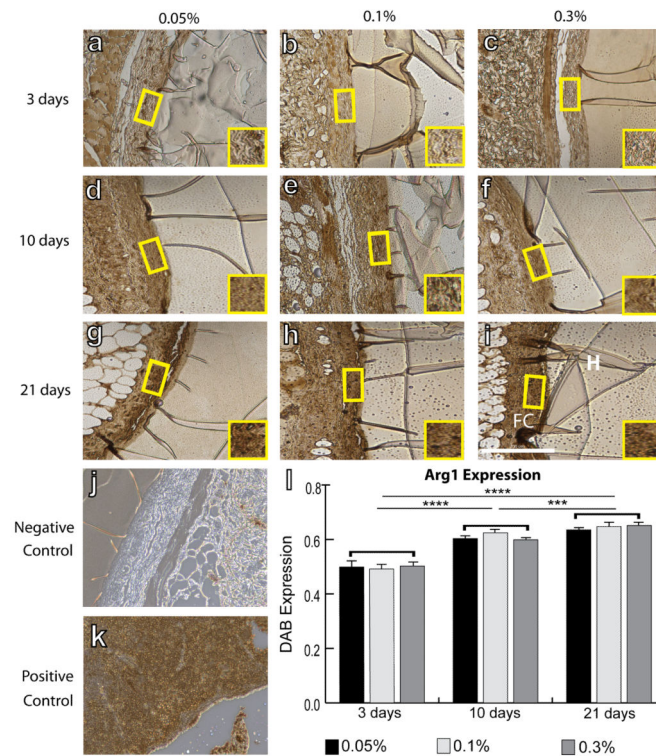 0.05% 0.1% 0.3%
3 days
a b c
10 days
d e f
21 days
g h i
H
FC
Negative
Control
j
Positive
Control
k
l
Arg1 Expression
****
**** ***
DAB Expression
0.8
0.6
0.4
0.2
0.0
3 days 10 days 21 days
0.05% 0.1% 0.3%